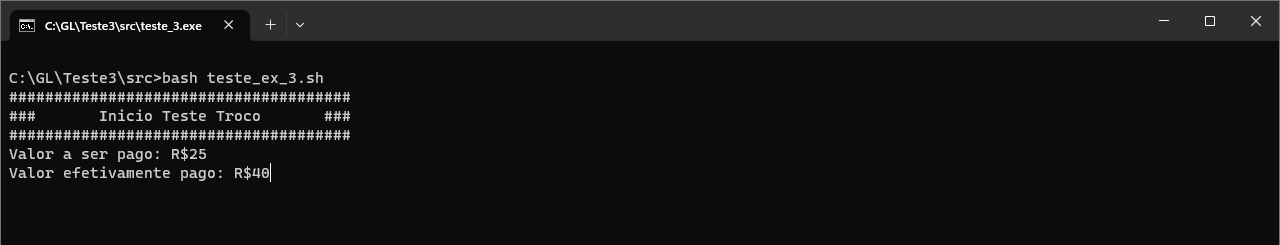 C:\GL\Teste3\src\teste_3.exe
C:\GL\Teste3\src>bash teste_ex_3.sh
######################################
###       Inicio Teste Troco       ###
######################################
Valor a ser pago: R$25
Valor efetivamente pago: R$40